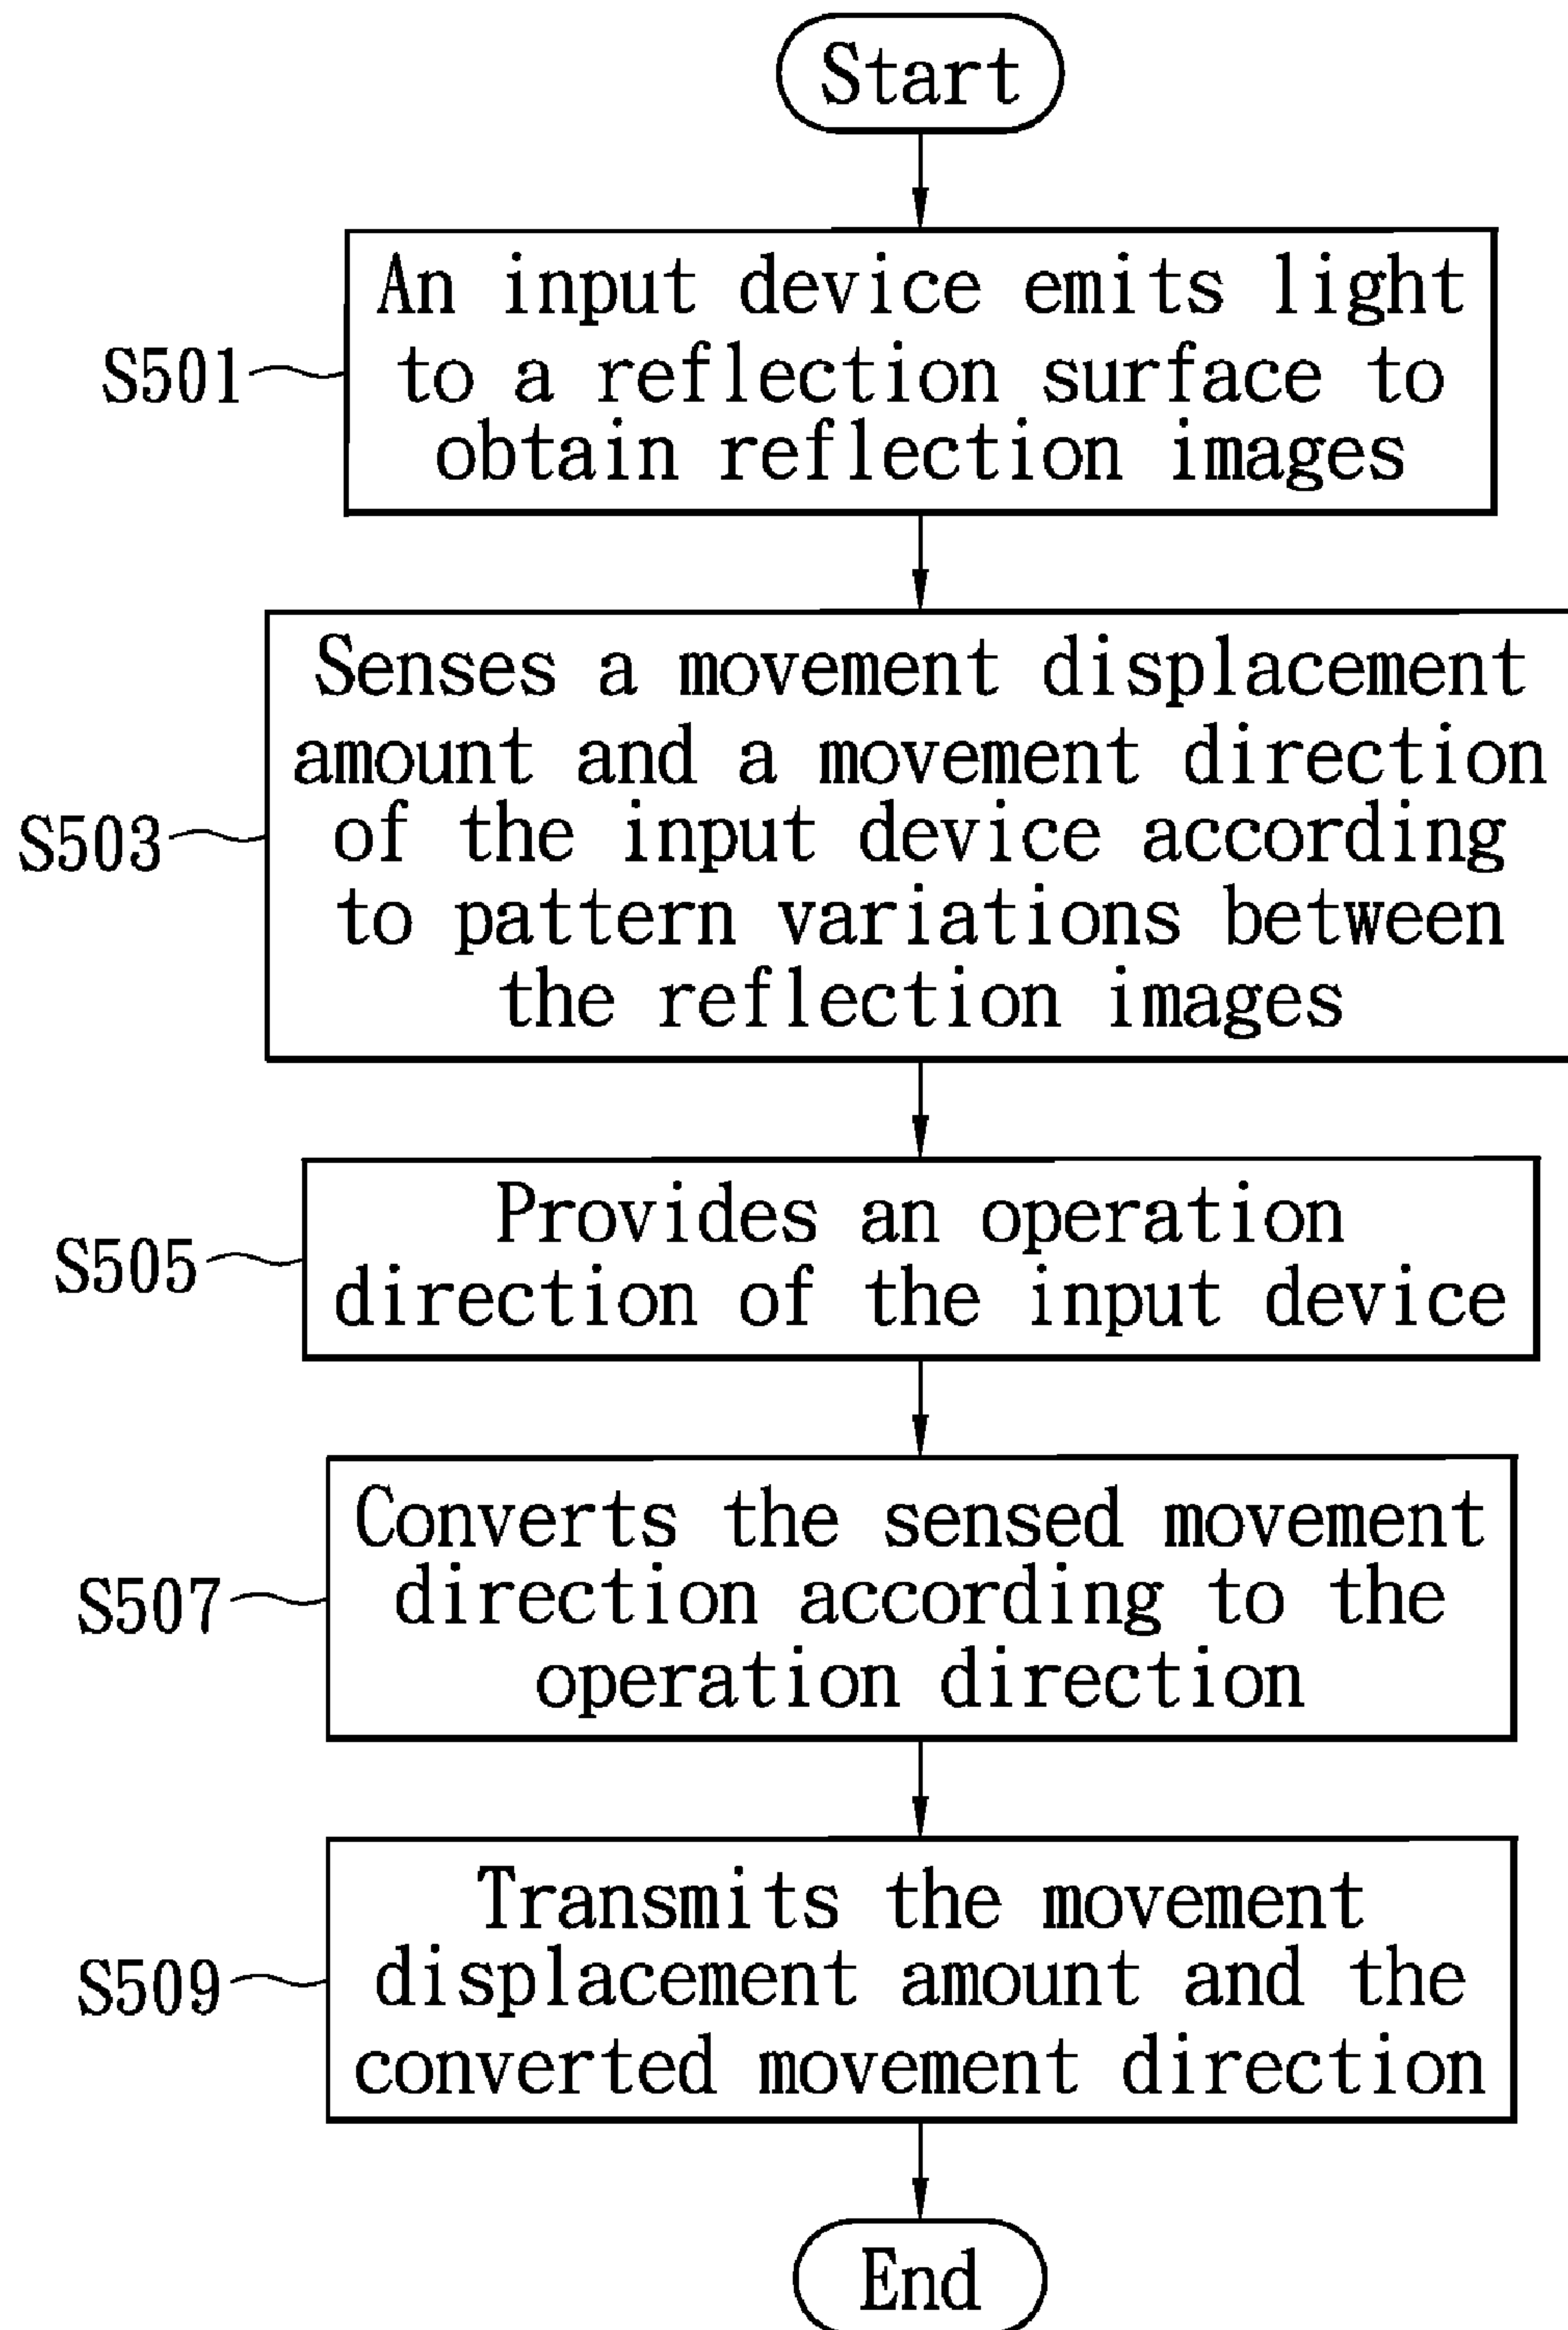 Start
S501
An input device emits light
to a reflection surface to
obtain reflection images
S503
Senses a movement displacement
amount and a movement direction
of the input device according
to pattern variations between
the reflection images
S505
Provides an operation
direction of the input device
S507
Converts the sensed movement
direction according to the
operation direction
S509
Transmits the movement
displacement amount and the
converted movement direction
End